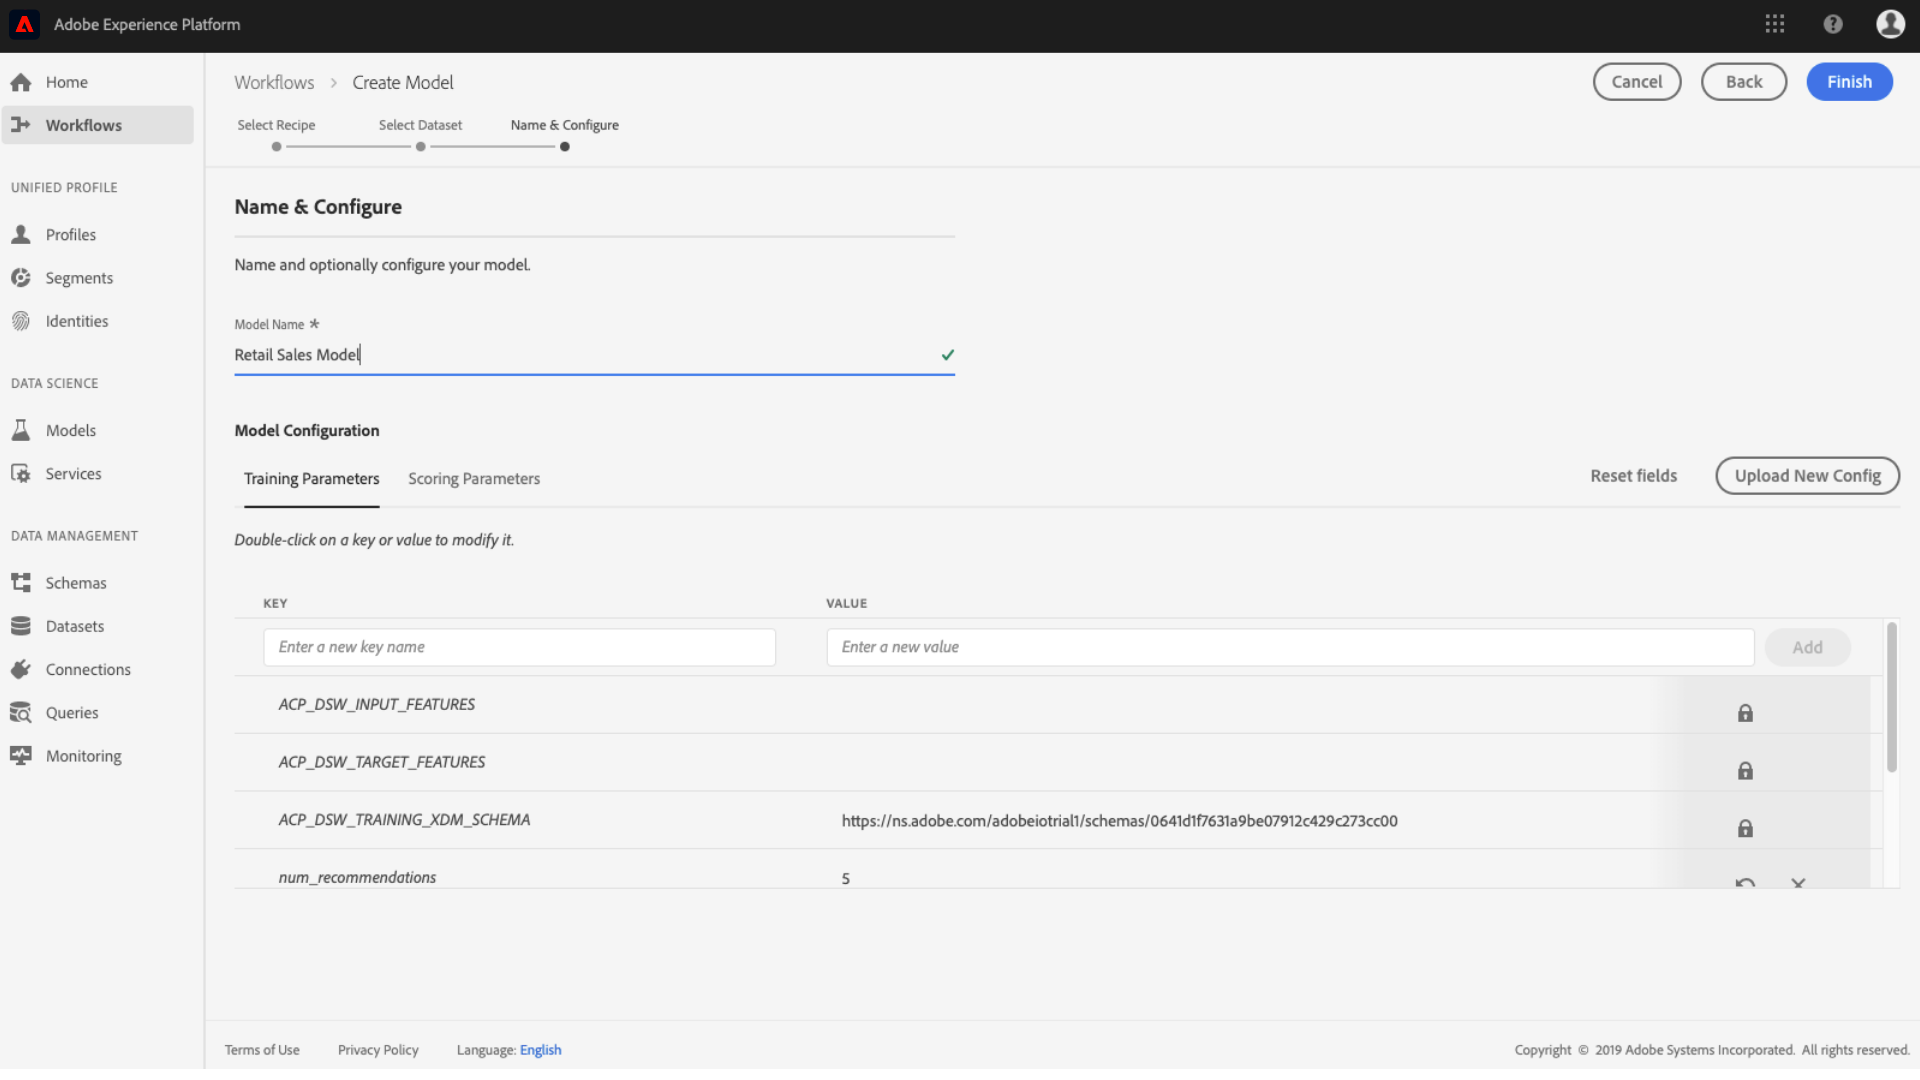 Adobe Experience Platform
Home
Workflows
UNIFIED PROFILE
Profiles
Segments
Identities
DATA SCIENCE
Models
Services
DATA MANAGEMENT
Schemas
Datasets
Connections
Queries
Monitoring
Workflows > Create Model
Cancel
Back
Finish
Select Recipe
Select Dataset
Name & Configure
Name & Configure
Name and optionally configure your model.
Model Name *
Retail Sales Model
Model Configuration
Training Parameters
Scoring Parameters
Reset fields
Upload New Config
Double-click on a key or value to modify it.
KEY
VALUE
Enter a new key name
Enter a new value
Add
ACP_DSW_INPUT_FEATURES
ACP_DSW_TARGET_FEATURES
ACP_DSW_TRAINING_XDM_SCHEMA
https://ns.adobe.com/adobeiotrial1/schemas/0641d1f7631a9be07912c429c273cc00
num_recommendations
5
Terms of Use
Privacy Policy
Language: English
Copyright © 2019 Adobe Systems Incorporated. All rights reserved.